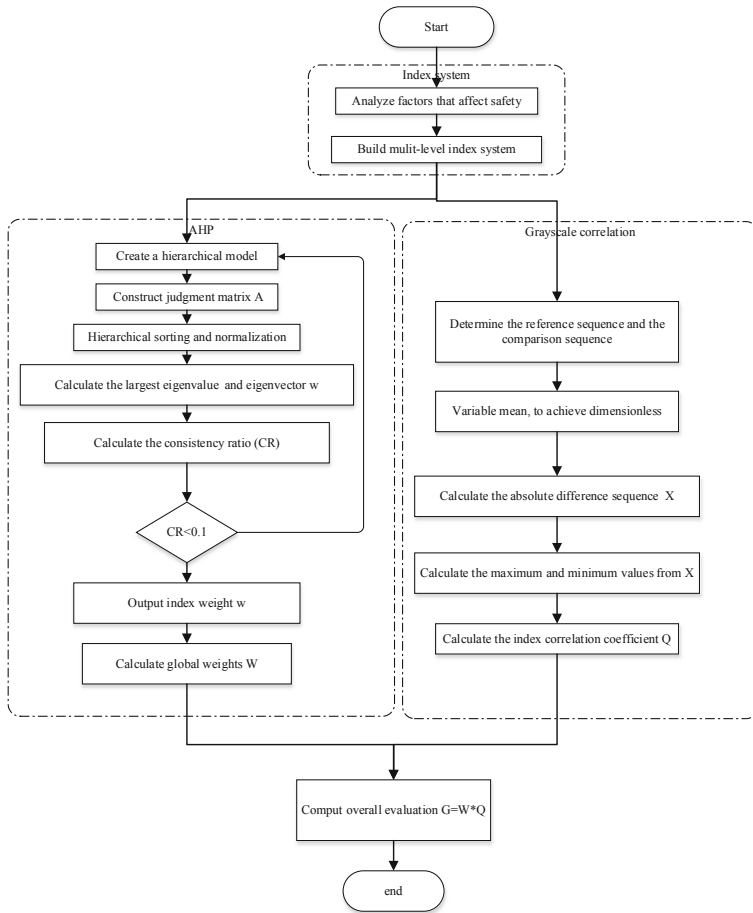 Start
Index system
Analyze factors that affect safety
Build mulit-level index system
AHP
Create a hierarchical model
Construct judgment matrix A
Hierarchical sorting and normalization
Calculate the largest eigenvalue and eigenvector w
Calculate the consistency ratio (CR)
CR<0.1
Output index weight w
Calculate global weights W
Grayscale correlation
Determine the reference sequence and the
comparison sequence
Variable mean, to achieve dimensionless
Calculate the absolute difference sequence X
Calculate the maximum and minimum values from X
Calculate the index correlation coefficient Q
Comput overall evaluation G=W*Q
end